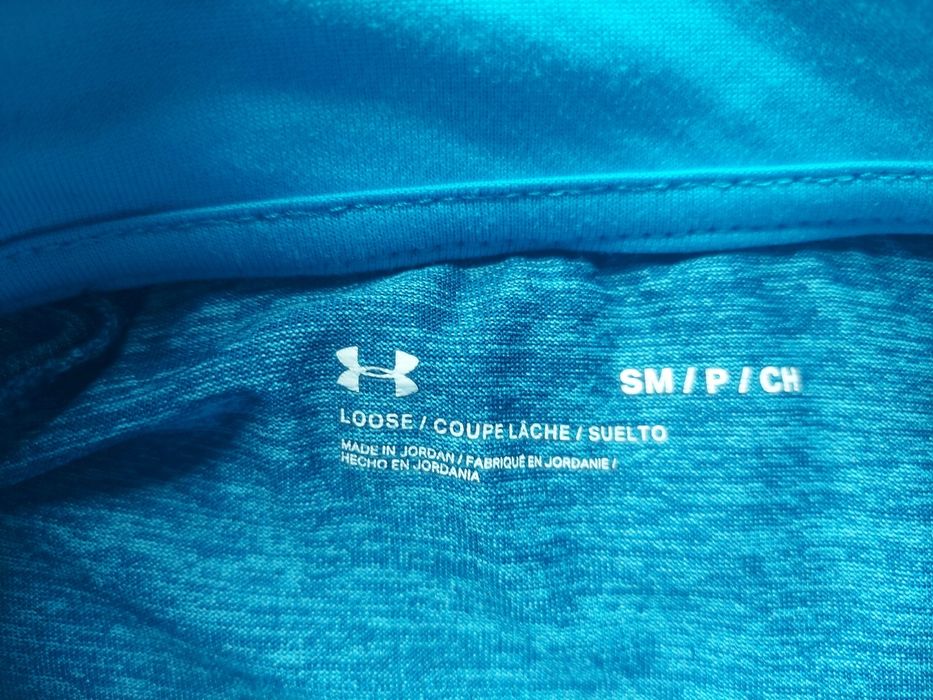 SM / P / CH
LOOSE / COUPE LÂCHE / SUELTO
MADE IN JORDAN / FABRIQUÉ EN JORDANIE /
HECHO EN JORDANIA